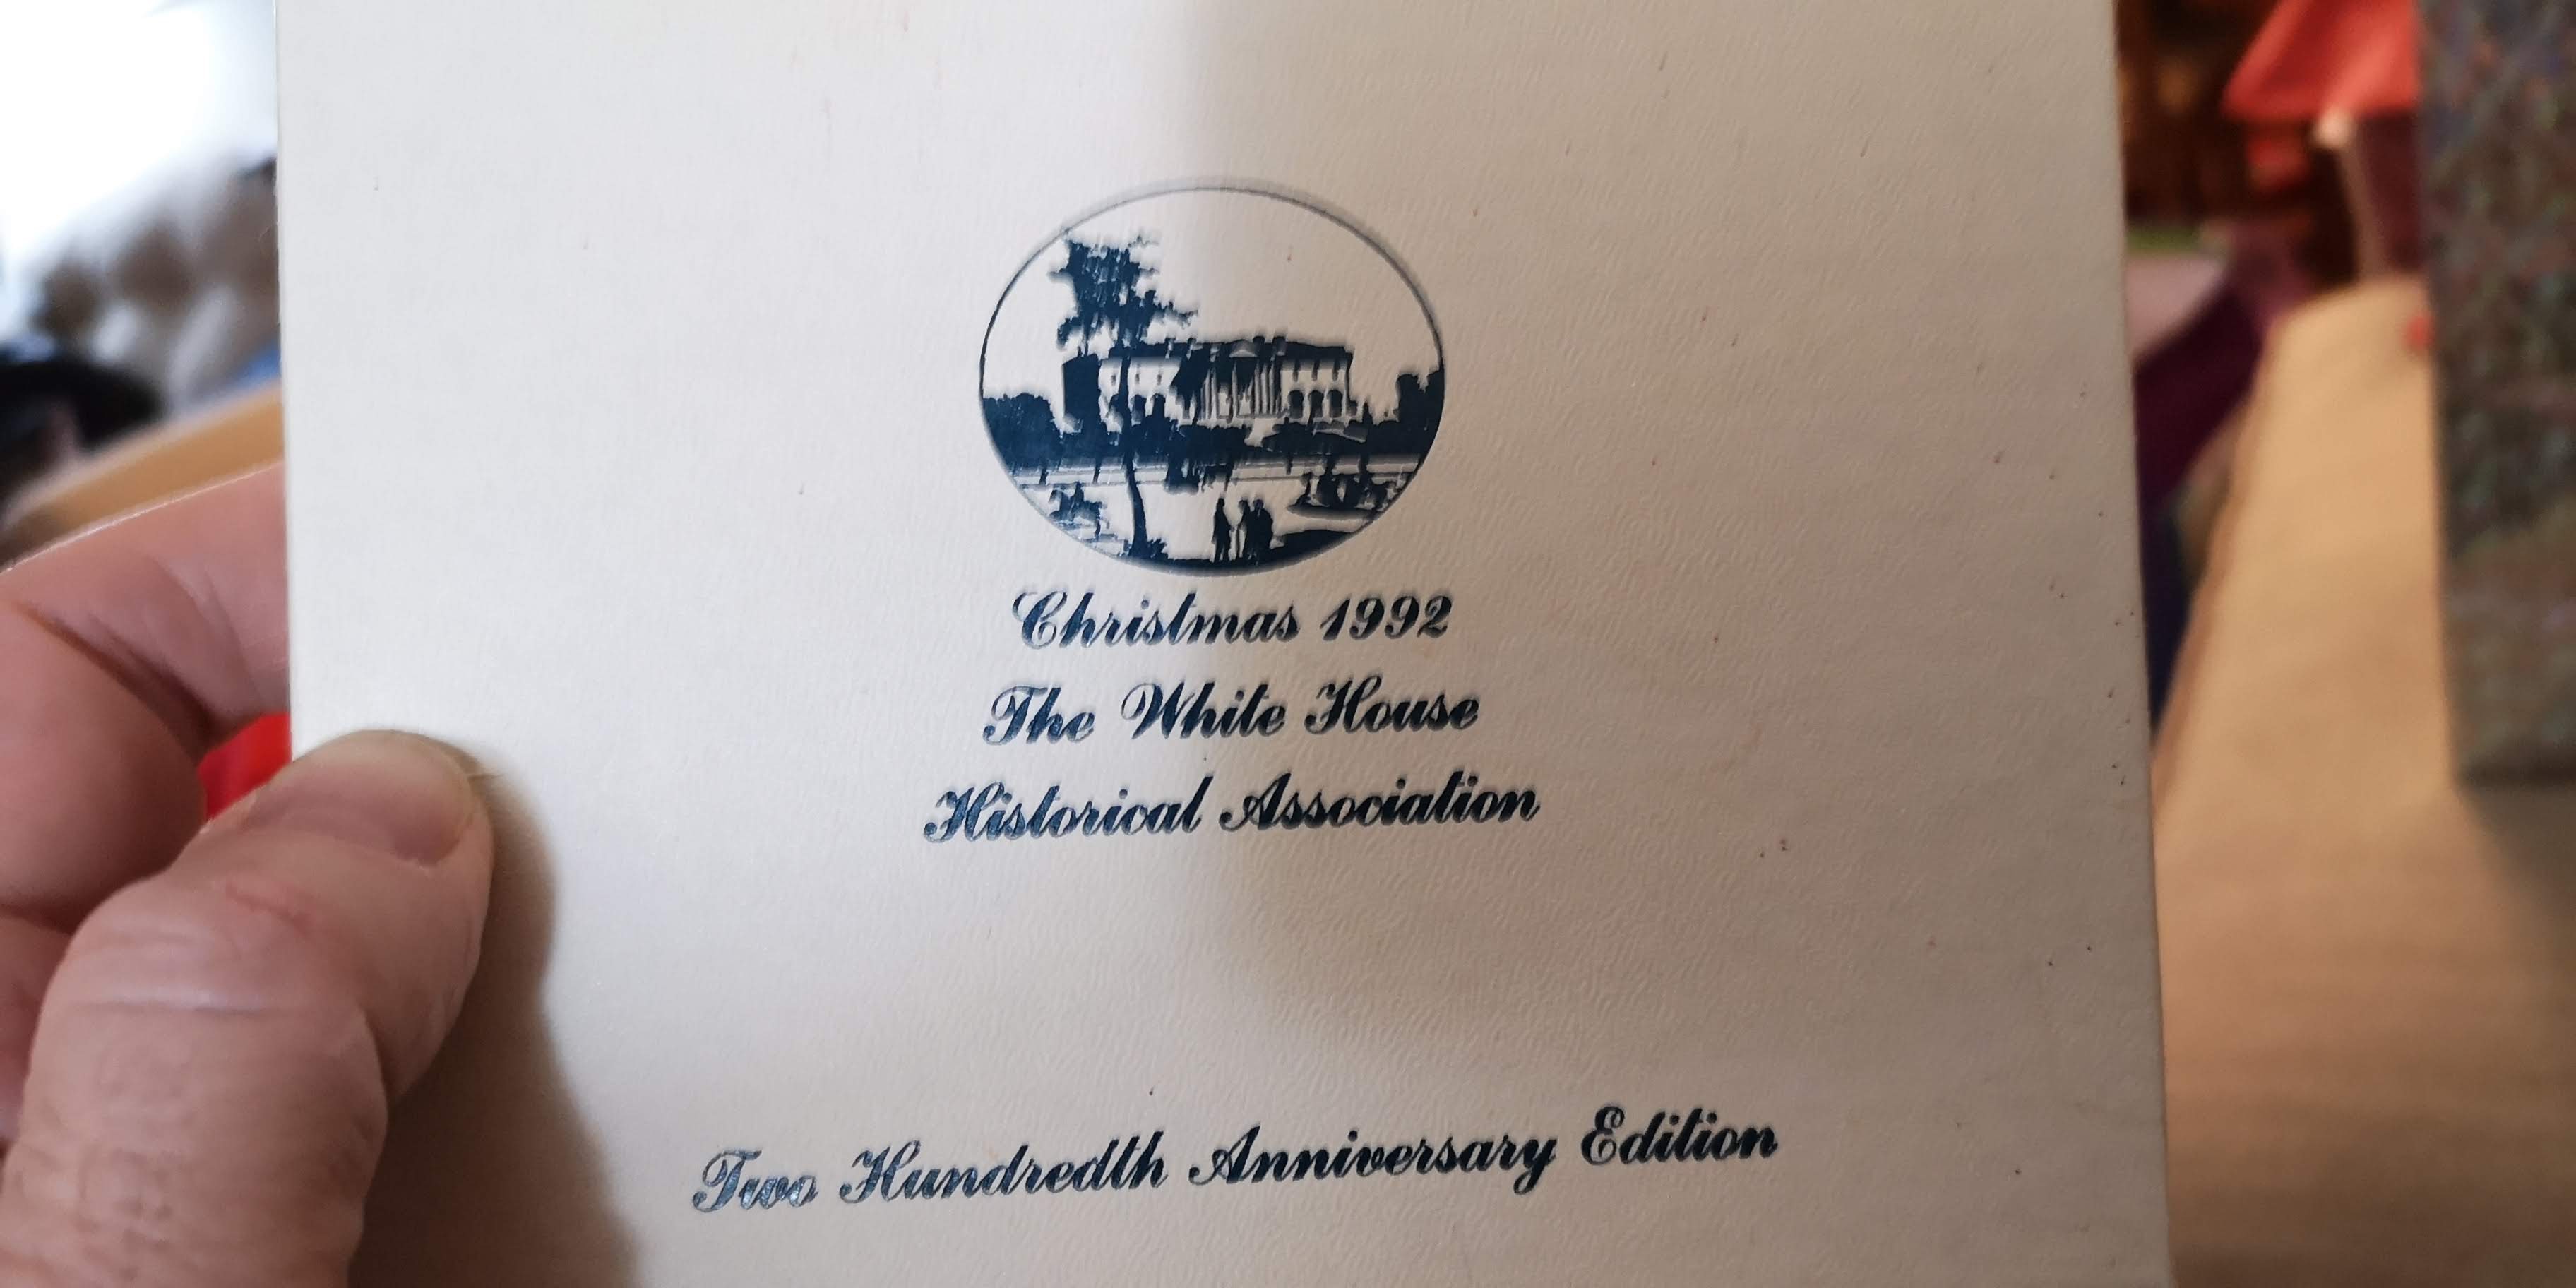 Christmas 1992
The White House
Historical Association
Two Hundredth Anniversary Edition